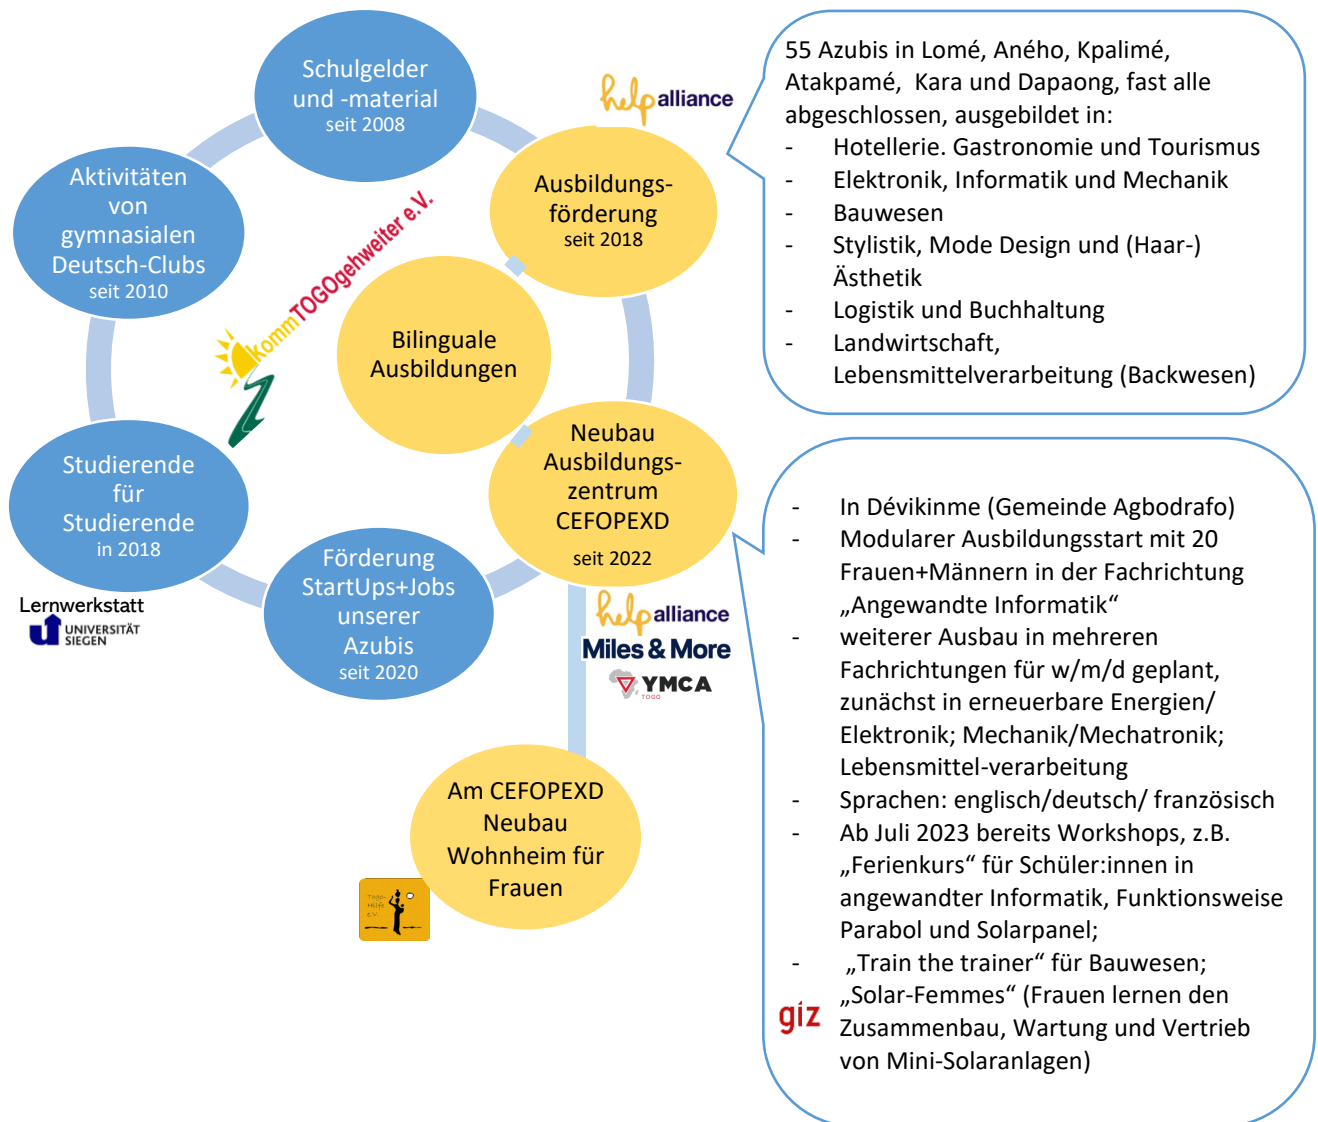 Schulgelder
und -material
seit 2008
help alliance
Ausbildungs-
förderung
seit 2018
Aktivitäten
von
gymnasialen
Deutsch-Clubs
seit 2010
kommTOGOgehweiter e.V.
Bilinguale
Ausbildungen
Studierende
für
Studierende
in 2018
Lernwerkstatt
UNIVERSITÄT
SIEGEN
Förderung
StartUps+Jobs
unserer
Azubis
seit 2020
Neubau
Ausbildungs-
zentrum
CEFOPEXD
seit 2022
help alliance
Miles & More
YMCA
TOGO
Am CEFOPEXD
Neubau
Wohnheim für
Frauen
Togo-
Hilfe
e.V.
55 Azubis in Lomé, Aného, Kpalimé,
Atakpamé, Kara und Dapaong, fast alle
abgeschlossen, ausgebildet in:
- Hotellerie. Gastronomie und Tourismus
- Elektronik, Informatik und Mechanik
- Bauwesen
- Stylistik, Mode Design und (Haar-)
Ästhetik
- Logistik und Buchhaltung
- Landwirtschaft,
Lebensmittelverarbeitung (Backwesen)
- In Dévikinme (Gemeinde Agbodrafo)
- Modularer Ausbildungsstart mit 20
Frauen+Männern in der Fachrichtung
„Angewandte Informatik“
- weiterer Ausbau in mehreren
Fachrichtungen für w/m/d geplant,
zunächst in erneuerbare Energien/
Elektronik; Mechanik/Mechatronik;
Lebensmittel-verarbeitung
- Sprachen: englisch/deutsch/ französisch
- Ab Juli 2023 bereits Workshops, z.B.
„Ferienkurs“ für Schüler:innen in
angewandter Informatik, Funktionsweise
Parabol und Solarpanel;
- „Train the trainer“ für Bauwesen;
„Solar-Femmes“ (Frauen lernen den
giz Zusammenbau, Wartung und Vertrieb
von Mini-Solaranlagen)